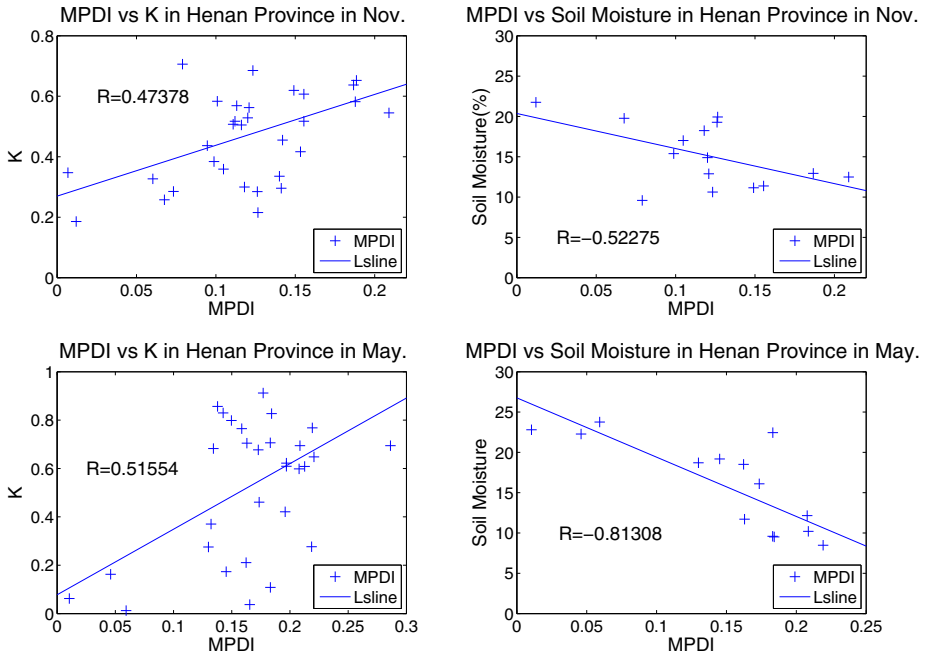 MPDI vs K in Henan Province in Nov.
0.8
0.6
0.4
0.2
0
K
R=0.47378
MPDI
Lsline
0 0.05 0.1 0.15 0.2
MPDI
MPDI vs Soil Moisture in Henan Province in Nov.
30
25
20
15
10
5
0
Soil Moisture(%)
R=−0.52275
MPDI
Lsline
0 0.05 0.1 0.15 0.2
MPDI
MPDI vs K in Henan Province in May.
1
0.8
0.6
0.4
0.2
0
K
R=0.51554
MPDI
Lsline
0 0.05 0.1 0.15 0.2 0.25 0.3
MPDI
MPDI vs Soil Moisture in Henan Province in May.
30
25
20
15
10
5
0
Soil Moisture
R=−0.81308
MPDI
Lsline
0 0.05 0.1 0.15 0.2 0.25
MPDI